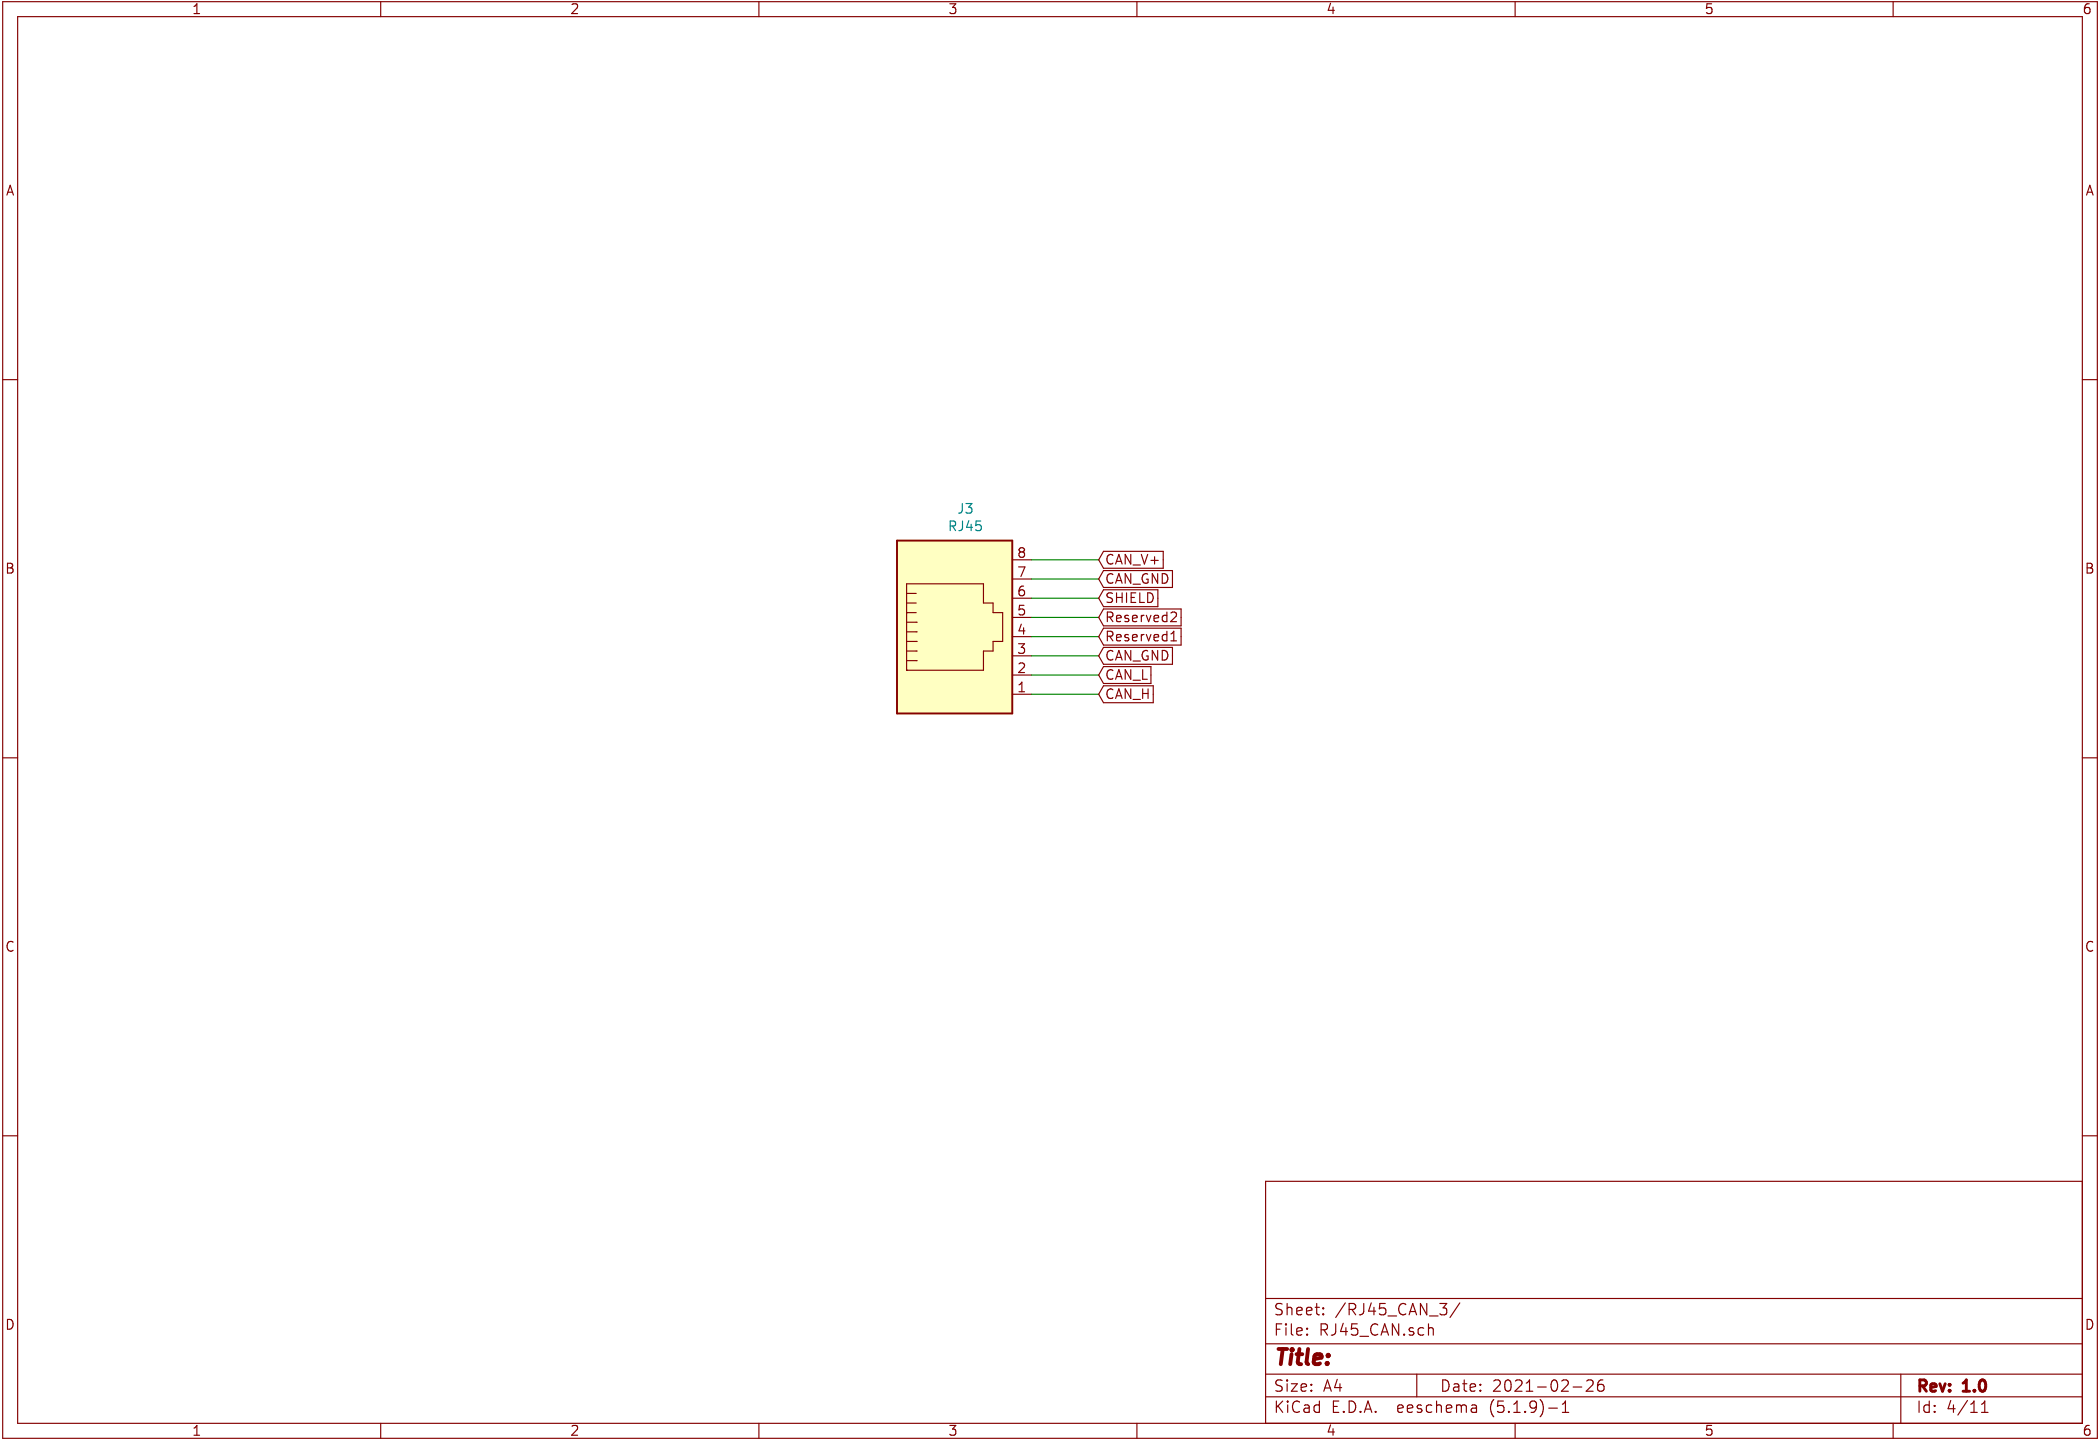 1 2 3 4 5 6
A A
J3
RJ45
8 CAN_V+
B B
7 CAN_GND
6 SHIELD
5 Reserved2
4 Reserved1
3 CAN_GND
2 CAN_L
1 CAN_H
C C
Sheet: /RJ45_CAN_3/
D D
File: RJ45_CAN.sch
Title:
Size: A4 Date: 2021-02-26 Rev: 1.0
KiCad E.D.A. eeschema (5.1.9)-1 Id: 4/11
1 2 3 4 5 6